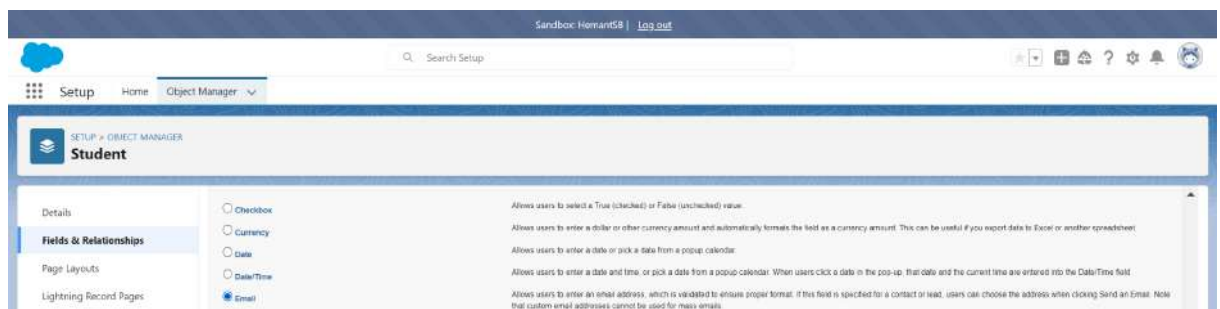 Sandbox: HemantSB | Log out
Search Setup
Setup Home Object Manager
SETUP > OBJECT MANAGER
Student
Details
Fields & Relationships
Page Layouts
Lightning Record Pages
Checkbox Allows users to select a True (checked) or False (unchecked) value.
Currency Allows users to enter a dollar or other currency amount and automatically formats the field as a currency amount. This can be useful if you export data to Excel or another spreadsheet.
Date Allows users to enter a date or pick a date from a popup calendar.
Date/Time Allows users to enter a date and time, or pick a date from a popup calendar. When users click a date in the pop-up, that date and the current time are entered into the Date/Time field.
Email Allows users to enter an email address, which is validated to ensure proper format. If this field is specified for a contact or lead, users can choose the address when clicking Send an Email. Note
that custom email addresses cannot be used for mass emails.